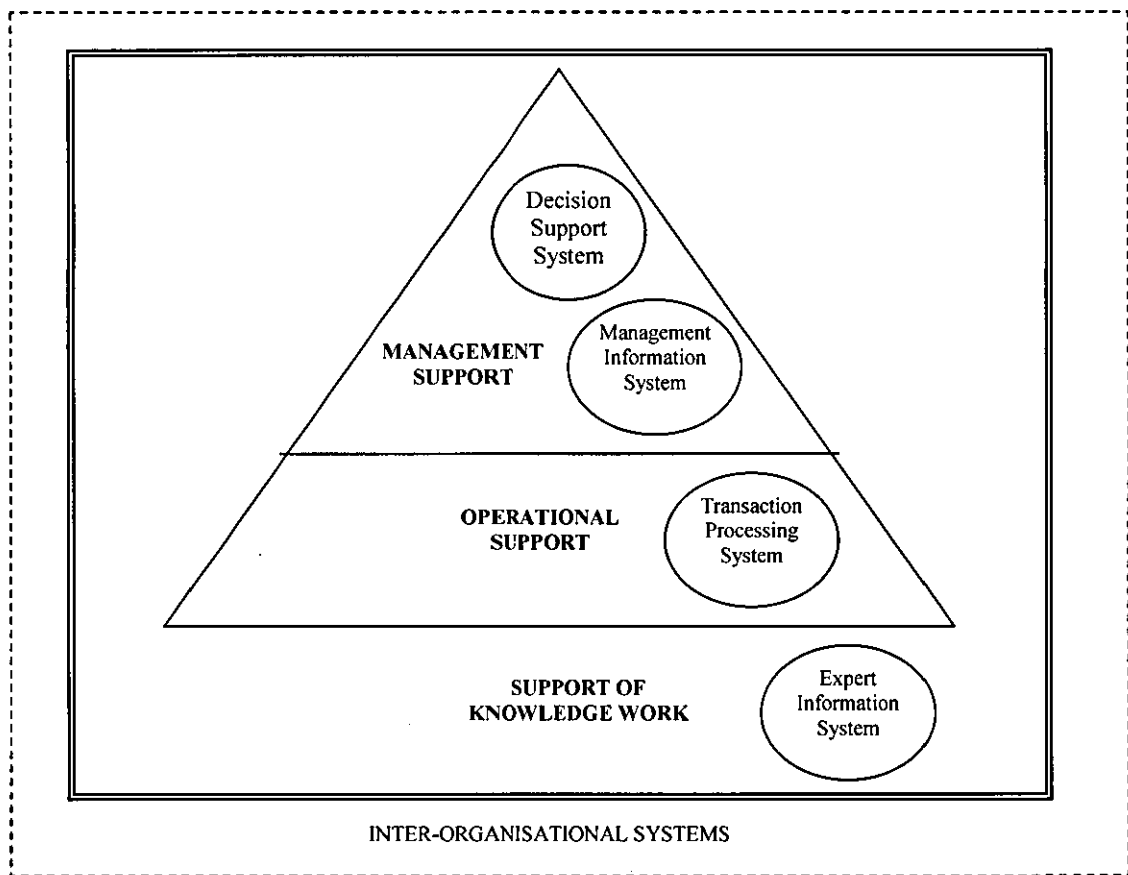 Decision
Support
System
Management
Information
System
MANAGEMENT
SUPPORT
Transaction
Processing
System
OPERATIONAL
SUPPORT
Expert
Information
System
SUPPORT OF
KNOWLEDGE WORK
INTER-ORGANISATIONAL SYSTEMS